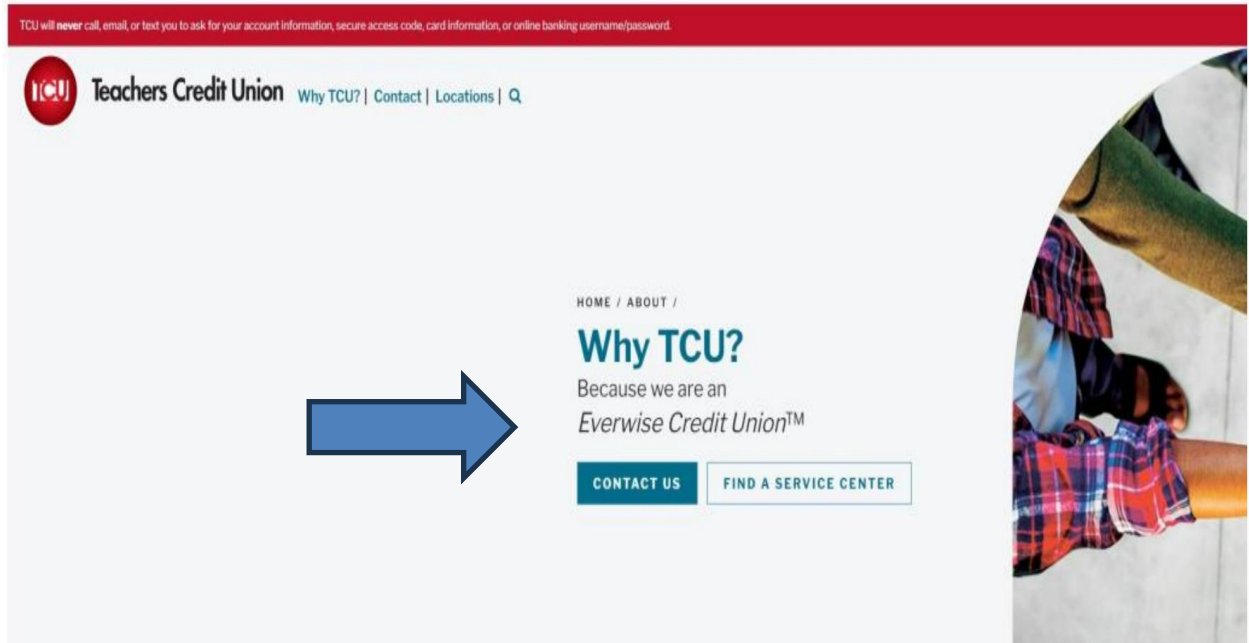 TCU will never call, email, or text you to ask for your account information, secure access code, card information, or online banking username/password.
TCU Teachers Credit Union Why TCU? | Contact | Locations |
HOME / ABOUT /
Why TCU?
Because we are an
Everwise Credit Union™
CONTACT US FIND A SERVICE CENTER